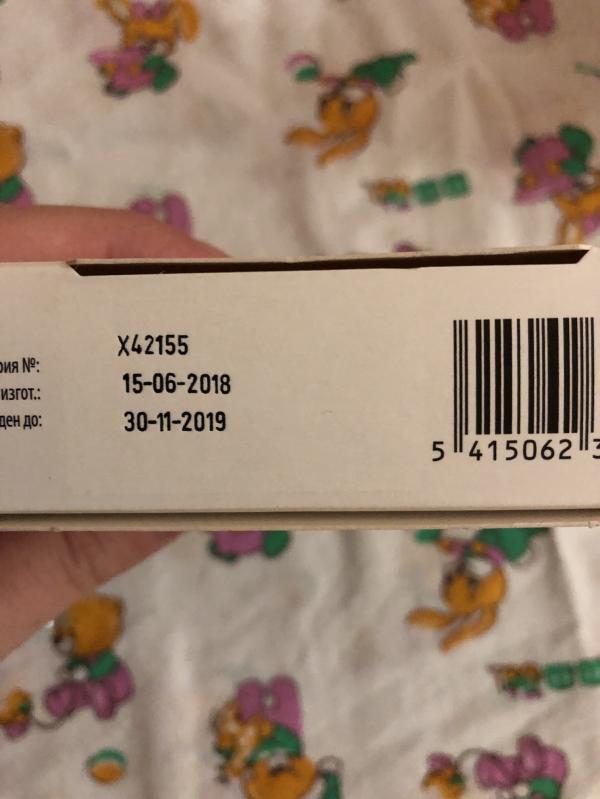 рия №: X42155
изгот.: 15-06-2018
ден до: 30-11-2019
5 415062 3